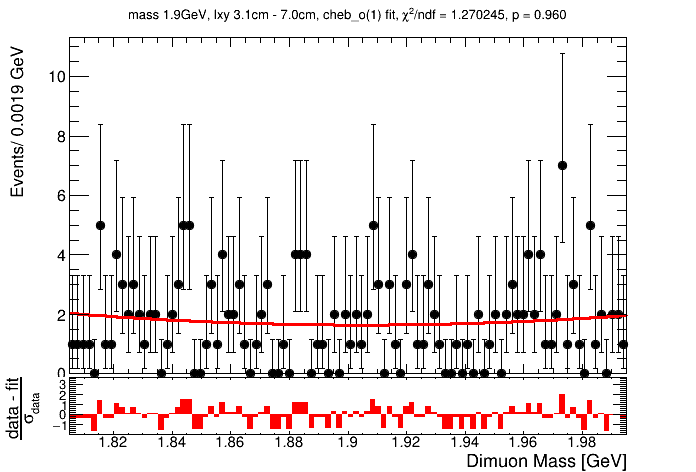 mass 1.9GeV, lxy 3.1cm - 7.0cm, cheb_o(1) fit, χ²/ndf = 1.270245, p = 0.960
Events/ 0.0019 GeV
10
8
6
4
2
0
data - fit
σdata
3
2
1
0
−1
1.82 1.84 1.86 1.88 1.9 1.92 1.94 1.96 1.98
Dimuon Mass [GeV]